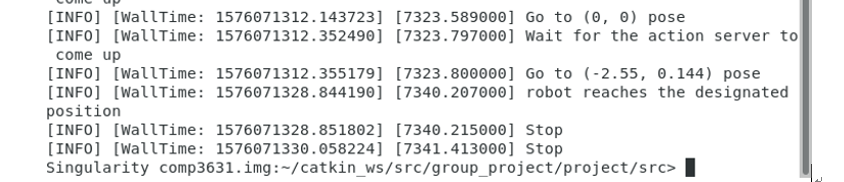 come up
[INFO] [WallTime: 1576071312.143723] [7323.589000] Go to (0, 0) pose
[INFO] [WallTime: 1576071312.352490] [7323.797000] Wait for the action server to
come up
[INFO] [WallTime: 1576071312.355179] [7323.800000] Go to (-2.55, 0.144) pose
[INFO] [WallTime: 1576071328.844190] [7340.207000] robot reaches the designated
position
[INFO] [WallTime: 1576071328.851802] [7340.215000] Stop
[INFO] [WallTime: 1576071330.058224] [7341.413000] Stop
Singularity comp3631.img:~/catkin_ws/src/group_project/project/src>